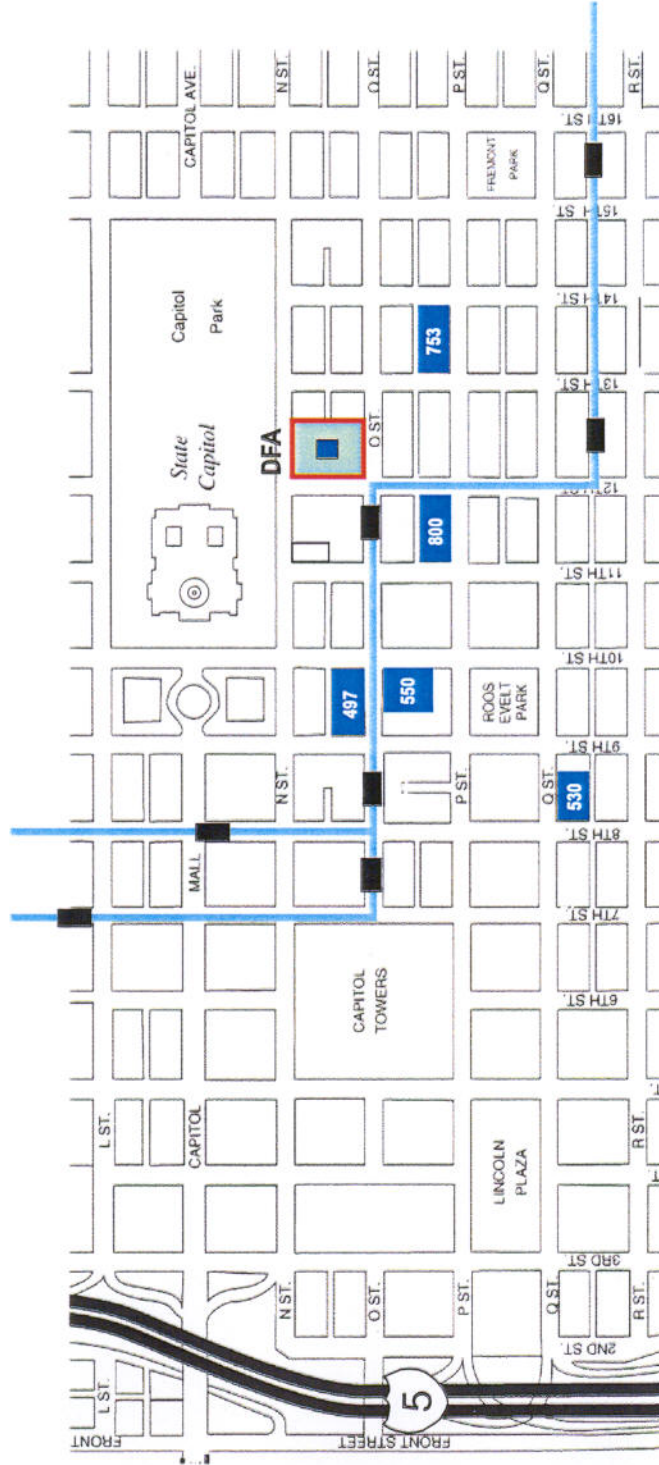 FRONT
L ST.
L ST.
CAPITOL
MALL
CAPITOL AVE.
State
Capitol
Capitol
Park
N ST.
N ST.
N ST.
DFA
CAPITOL
TOWERS
497
FRONT STREET
5
O ST.
O ST.
O ST.
550
800
753
P ST.
P ST.
P ST.
LINCOLN
PLAZA
ROOS
EVELT
PARK
FREMONT
PARK
Q ST.
Q ST.
Q ST.
530
2ND ST.
3RD ST.
6TH ST.
7TH ST.
8TH ST.
9TH ST.
10TH ST.
11TH ST.
12TH ST.
13TH ST.
14TH ST.
15TH ST.
16TH ST.
R ST.
R ST.
R ST.